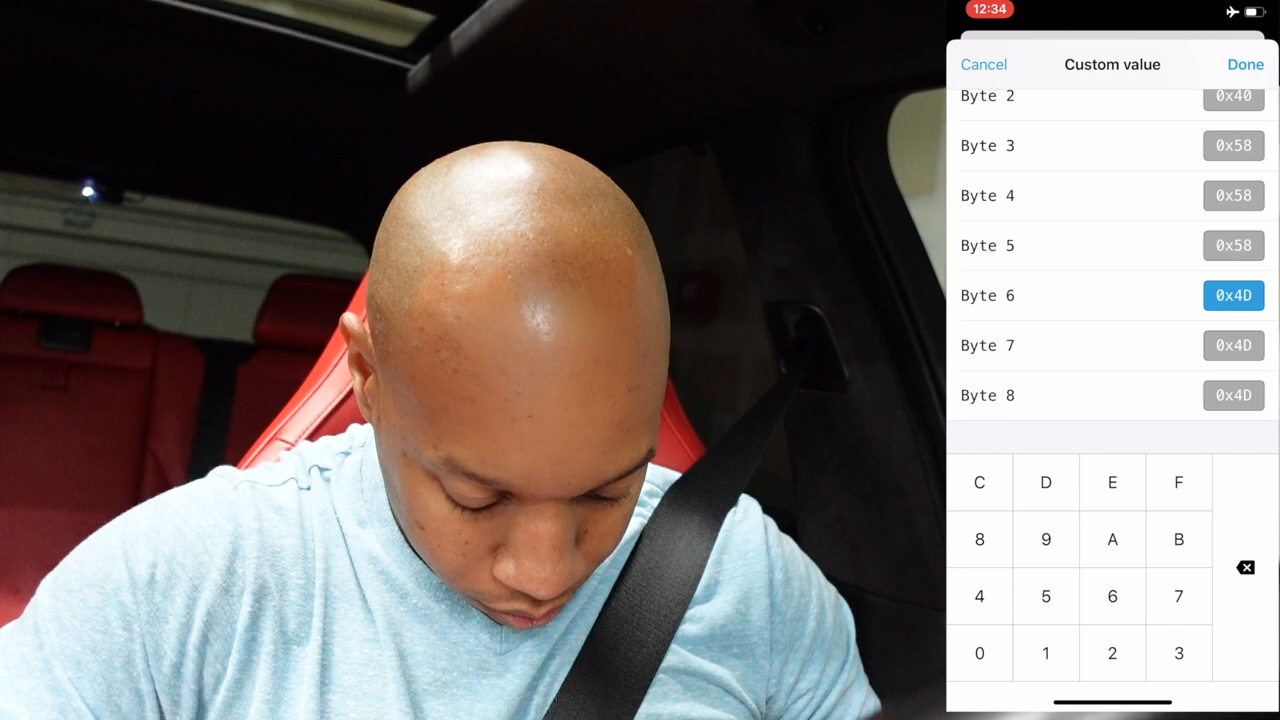 12:34
Cancel Custom value Done
Byte 2 0x40
Byte 3 0x58
Byte 4 0x58
Byte 5 0x58
Byte 6 0x4D
Byte 7 0x4D
Byte 8 0x4D
C D E F
8 9 A B
4 5 6 7
0 1 2 3